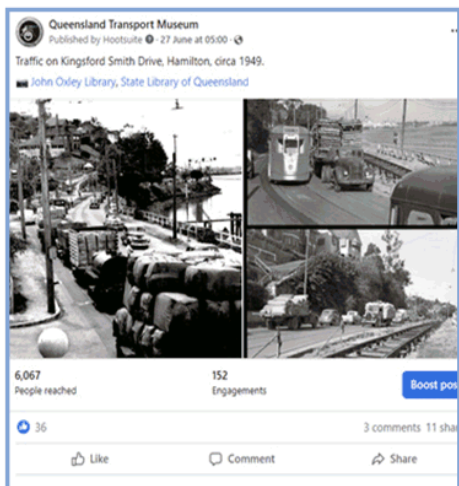 Queensland Transport Museum
Published by Hootsuite · 27 June at 05:00 ·
Traffic on Kingsford Smith Drive, Hamilton, circa 1949.
John Oxley Library, State Library of Queensland
6,067
People reached
152
Engagements
Boost pos
36
3 comments 11 shar
Like
Comment
Share